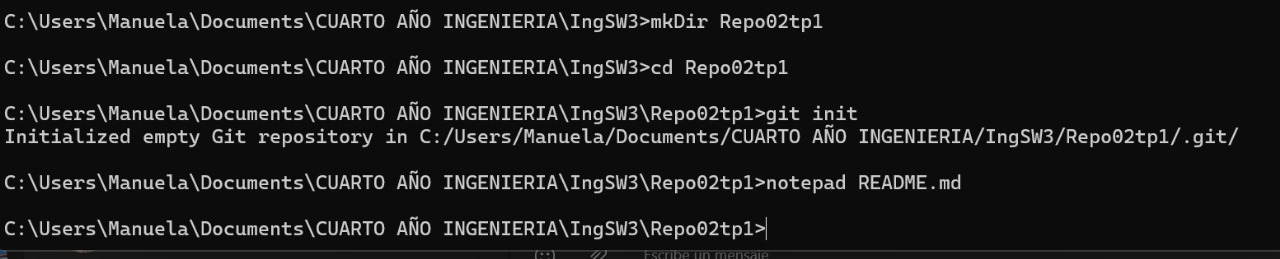 C:\Users\Manuela\Documents\CUARTO AÑO INGENIERIA\IngSW3>mkDir Repo02tp1
C:\Users\Manuela\Documents\CUARTO AÑO INGENIERIA\IngSW3>cd Repo02tp1
C:\Users\Manuela\Documents\CUARTO AÑO INGENIERIA\IngSW3\Repo02tp1>git init
Initialized empty Git repository in C:/Users/Manuela/Documents/CUARTO AÑO INGENIERIA/IngSW3/Repo02tp1/.git/
C:\Users\Manuela\Documents\CUARTO AÑO INGENIERIA\IngSW3\Repo02tp1>notepad README.md
C:\Users\Manuela\Documents\CUARTO AÑO INGENIERIA\IngSW3\Repo02tp1>
Escribe un mensaje